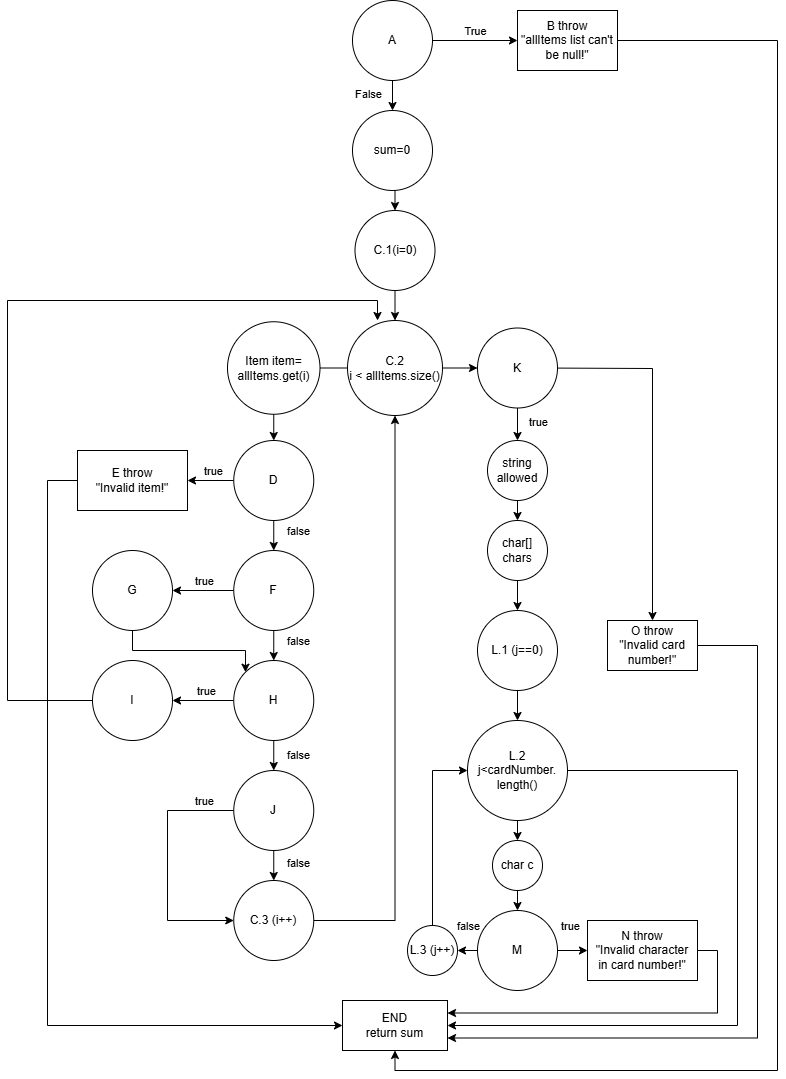 A
True
B throw
"allItems list can't
be null!"
False
sum=0
C.1(i=0)
Item item=
allItems.get(i)
C.2
i < allItems.size()
K
true
string
allowed
E throw
"Invalid item!"
true
D
false
char[]
chars
G
true
F
false
L.1 (j==0)
O throw
"Invalid card
number!"
I
true
H
false
L.2
j<cardNumber.
length()
true
J
false
char c
C.3 (i++)
L.3 (j++)
false
M
true
N throw
"Invalid character
in card number!"
END
return sum